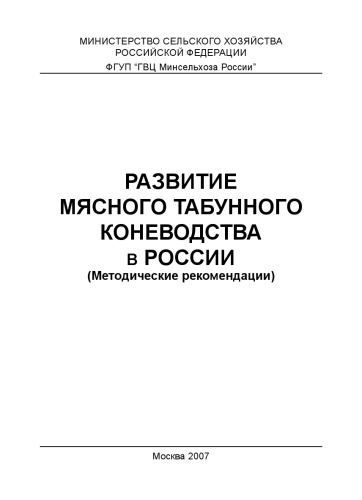 МИНИСТЕРСТВО СЕЛЬСКОГО ХОЗЯЙСТВА
РОССИЙСКОЙ ФЕДЕРАЦИИ
ФГУП “ГВЦ Минсельхоза России”
РАЗВИТИЕ
МЯСНОГО ТАБУННОГО
КОНЕВОДСТВА
в РОССИИ
(Методические рекомендации)
Москва 2007